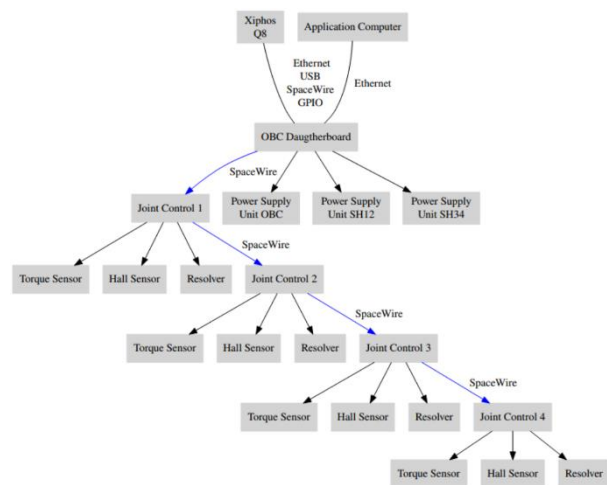 Xiphos
Q8
Application Computer
Ethernet
USB
SpaceWire
GPIO
Ethernet
OBC Daugtherboard
SpaceWire
Joint Control 1
Power Supply
Unit OBC
Power Supply
Unit SH12
Power Supply
Unit SH34
SpaceWire
Torque Sensor
Hall Sensor
Resolver
Joint Control 2
SpaceWire
Torque Sensor
Hall Sensor
Resolver
Joint Control 3
SpaceWire
Torque Sensor
Hall Sensor
Resolver
Joint Control 4
Torque Sensor
Hall Sensor
Resolver